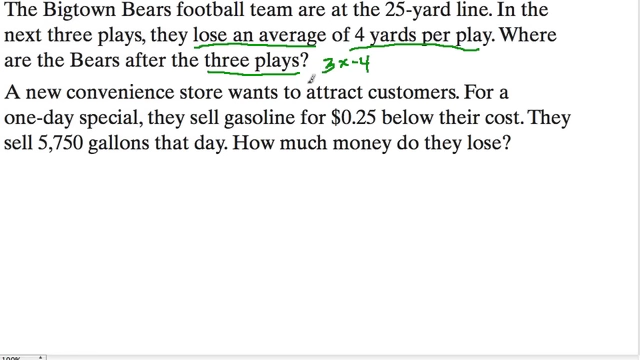 The Bigtown Bears football team are at the 25-yard line. In the
next three plays, they lose an average of 4 yards per play. Where
are the Bears after the three plays? 3x-4
A new convenience store wants to attract customers. For a
one-day special, they sell gasoline for $0.25 below their cost. They
sell 5,750 gallons that day. How much money do they lose?
100%